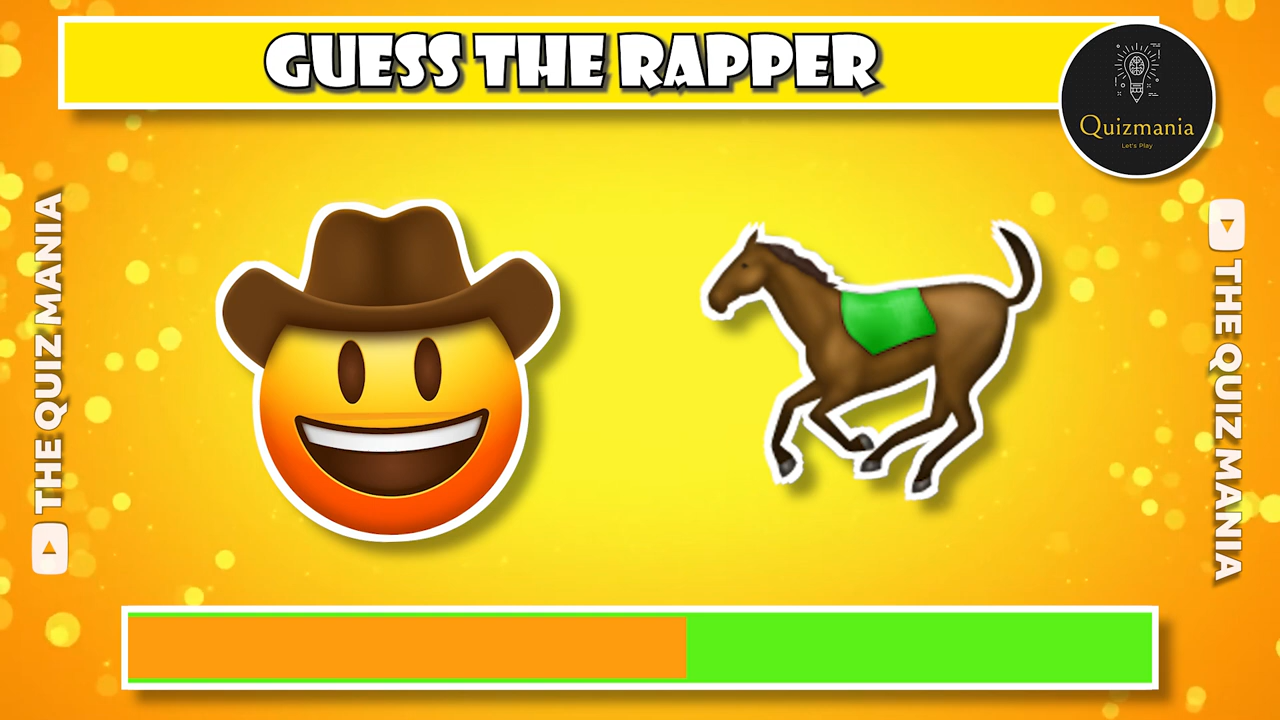 GUESS THE RAPPER
Quizmania
Let's Play
THE QUIZ MANIA
THE QUIZ MANIA